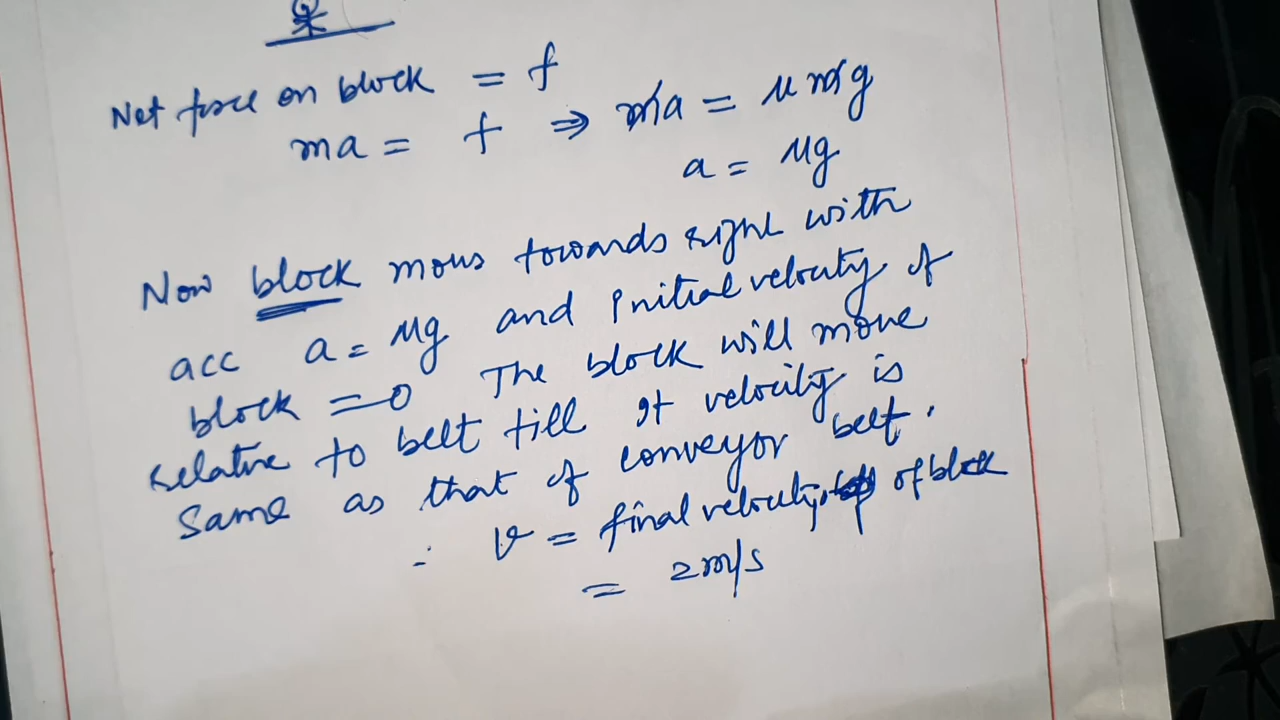 Net force on block = f
ma = f ⇒ ma = μmg
a = μg
Now block moves towards right with
acc a = μg and Initial velocity of
block = 0 The block will move
relative to belt till It velocity is
Same as that of conveyor belt.
∴ v = final velocity of block
= 2m/s